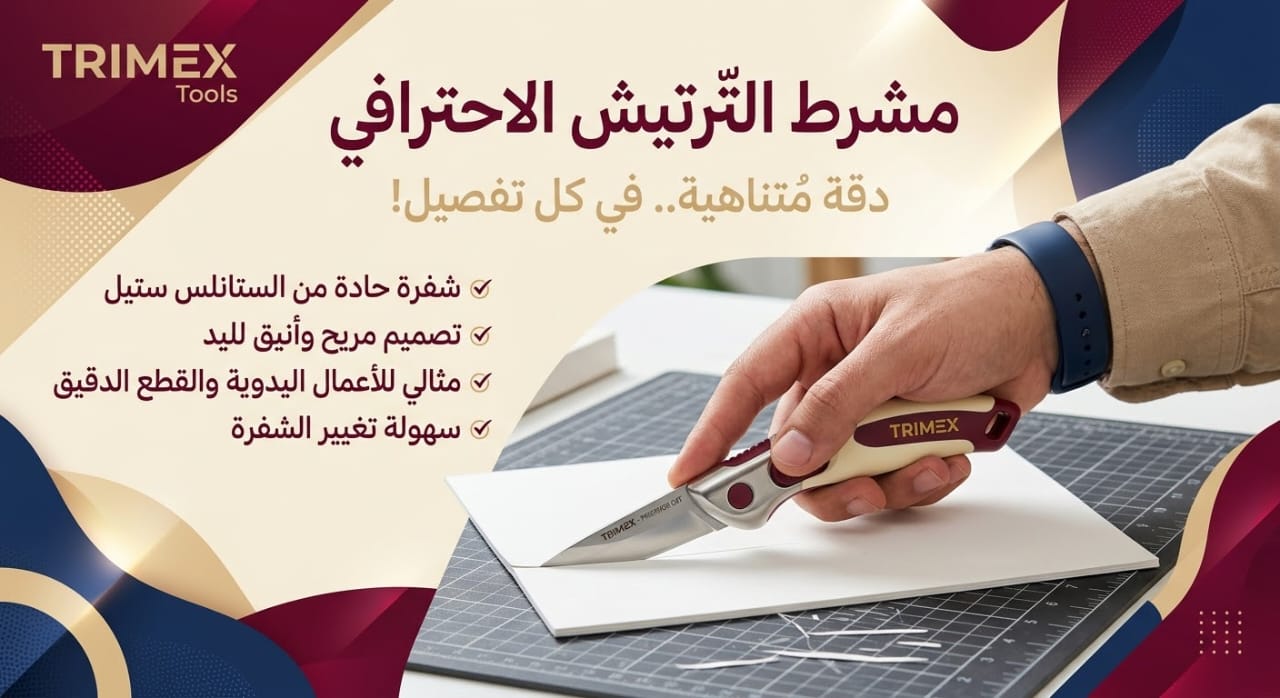 TRIMEX
Tools
مشرط التّرتيش الاحترافي
دقة مُتناهية.. في كل تفصيل!
شفرة حادة من الستانلس ستيل
تصميم مريح وأنيق لليد
مثالي للأعمال اليدوية والقطع الدقيق
سهولة تغيير الشفرة
TRIMEX